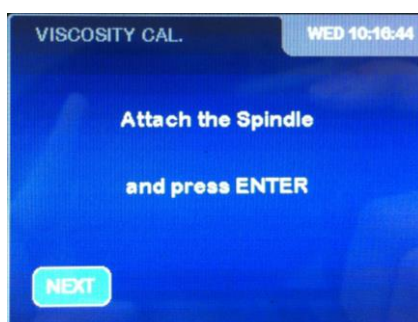 VISCOSITY CAL.
WED 10:16:44
Attach the Spindle
and press ENTER
NEXT